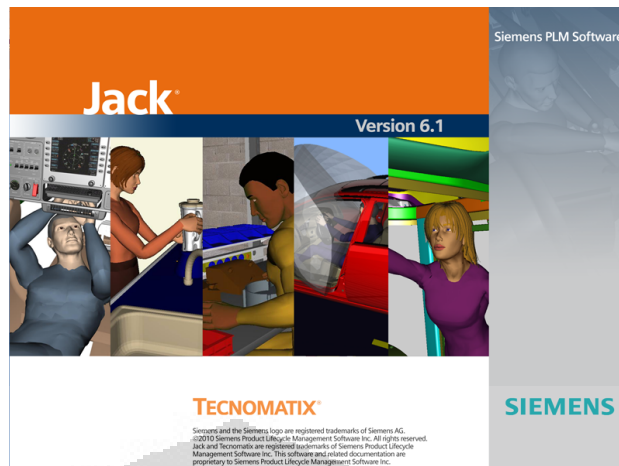 Siemens PLM Software
Jack®
Version 6.1
TECNOMATIX®
SIEMENS
Siemens and the Siemens logo are registered trademarks of Siemens AG.
©2010 Siemens Product Lifecycle Management Software Inc. All rights reserved.
Jack and Tecnomatix are registered trademarks of Siemens Product Lifecycle
Management Software Inc. This software and related documentation are
proprietary to Siemens Product Lifecycle Management Software Inc.